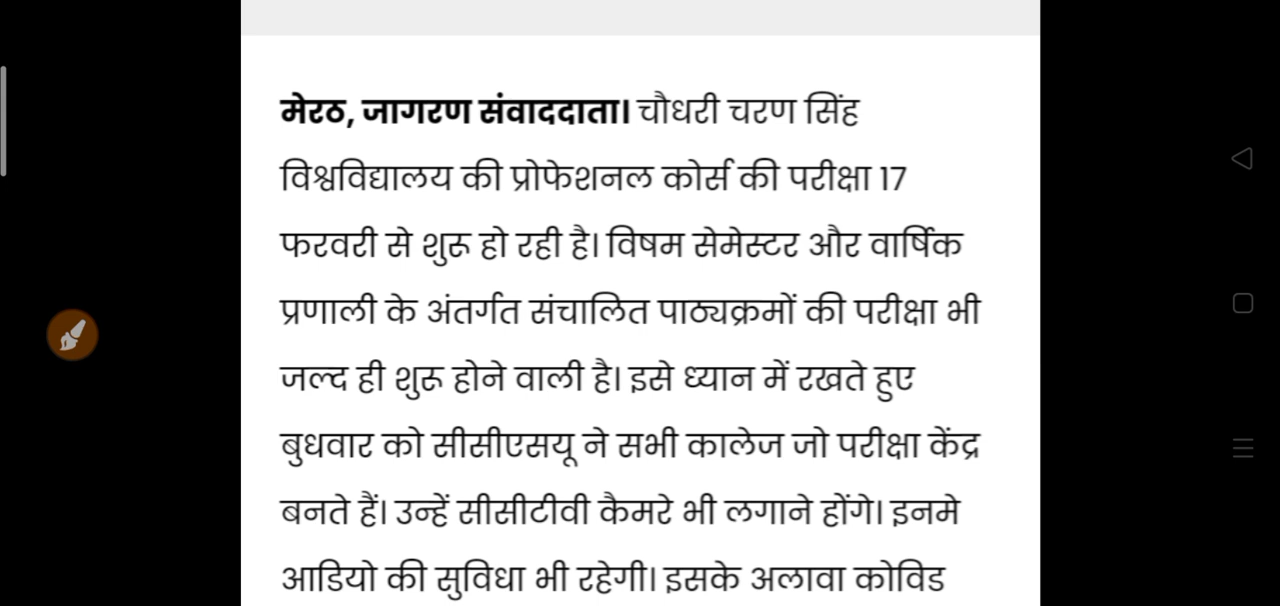 मेरठ, जागरण संवाददाता। चौधरी चरण सिंह
विश्वविद्यालय की प्रोफेशनल कोर्स की परीक्षा 17
फरवरी से शुरू हो रही है। विषम सेमेस्टर और वार्षिक
प्रणाली के अंतर्गत संचालित पाठ्यक्रमों की परीक्षा भी
जल्द ही शुरू होने वाली है। इसे ध्यान में रखते हुए
बुधवार को सीसीएसयू ने सभी कालेज जो परीक्षा केंद्र
बनते हैं। उन्हें सीसीटीवी कैमरे भी लगाने होंगे। इनमे
आडियो की सुविधा भी रहेगी। इसके अलावा कोविड